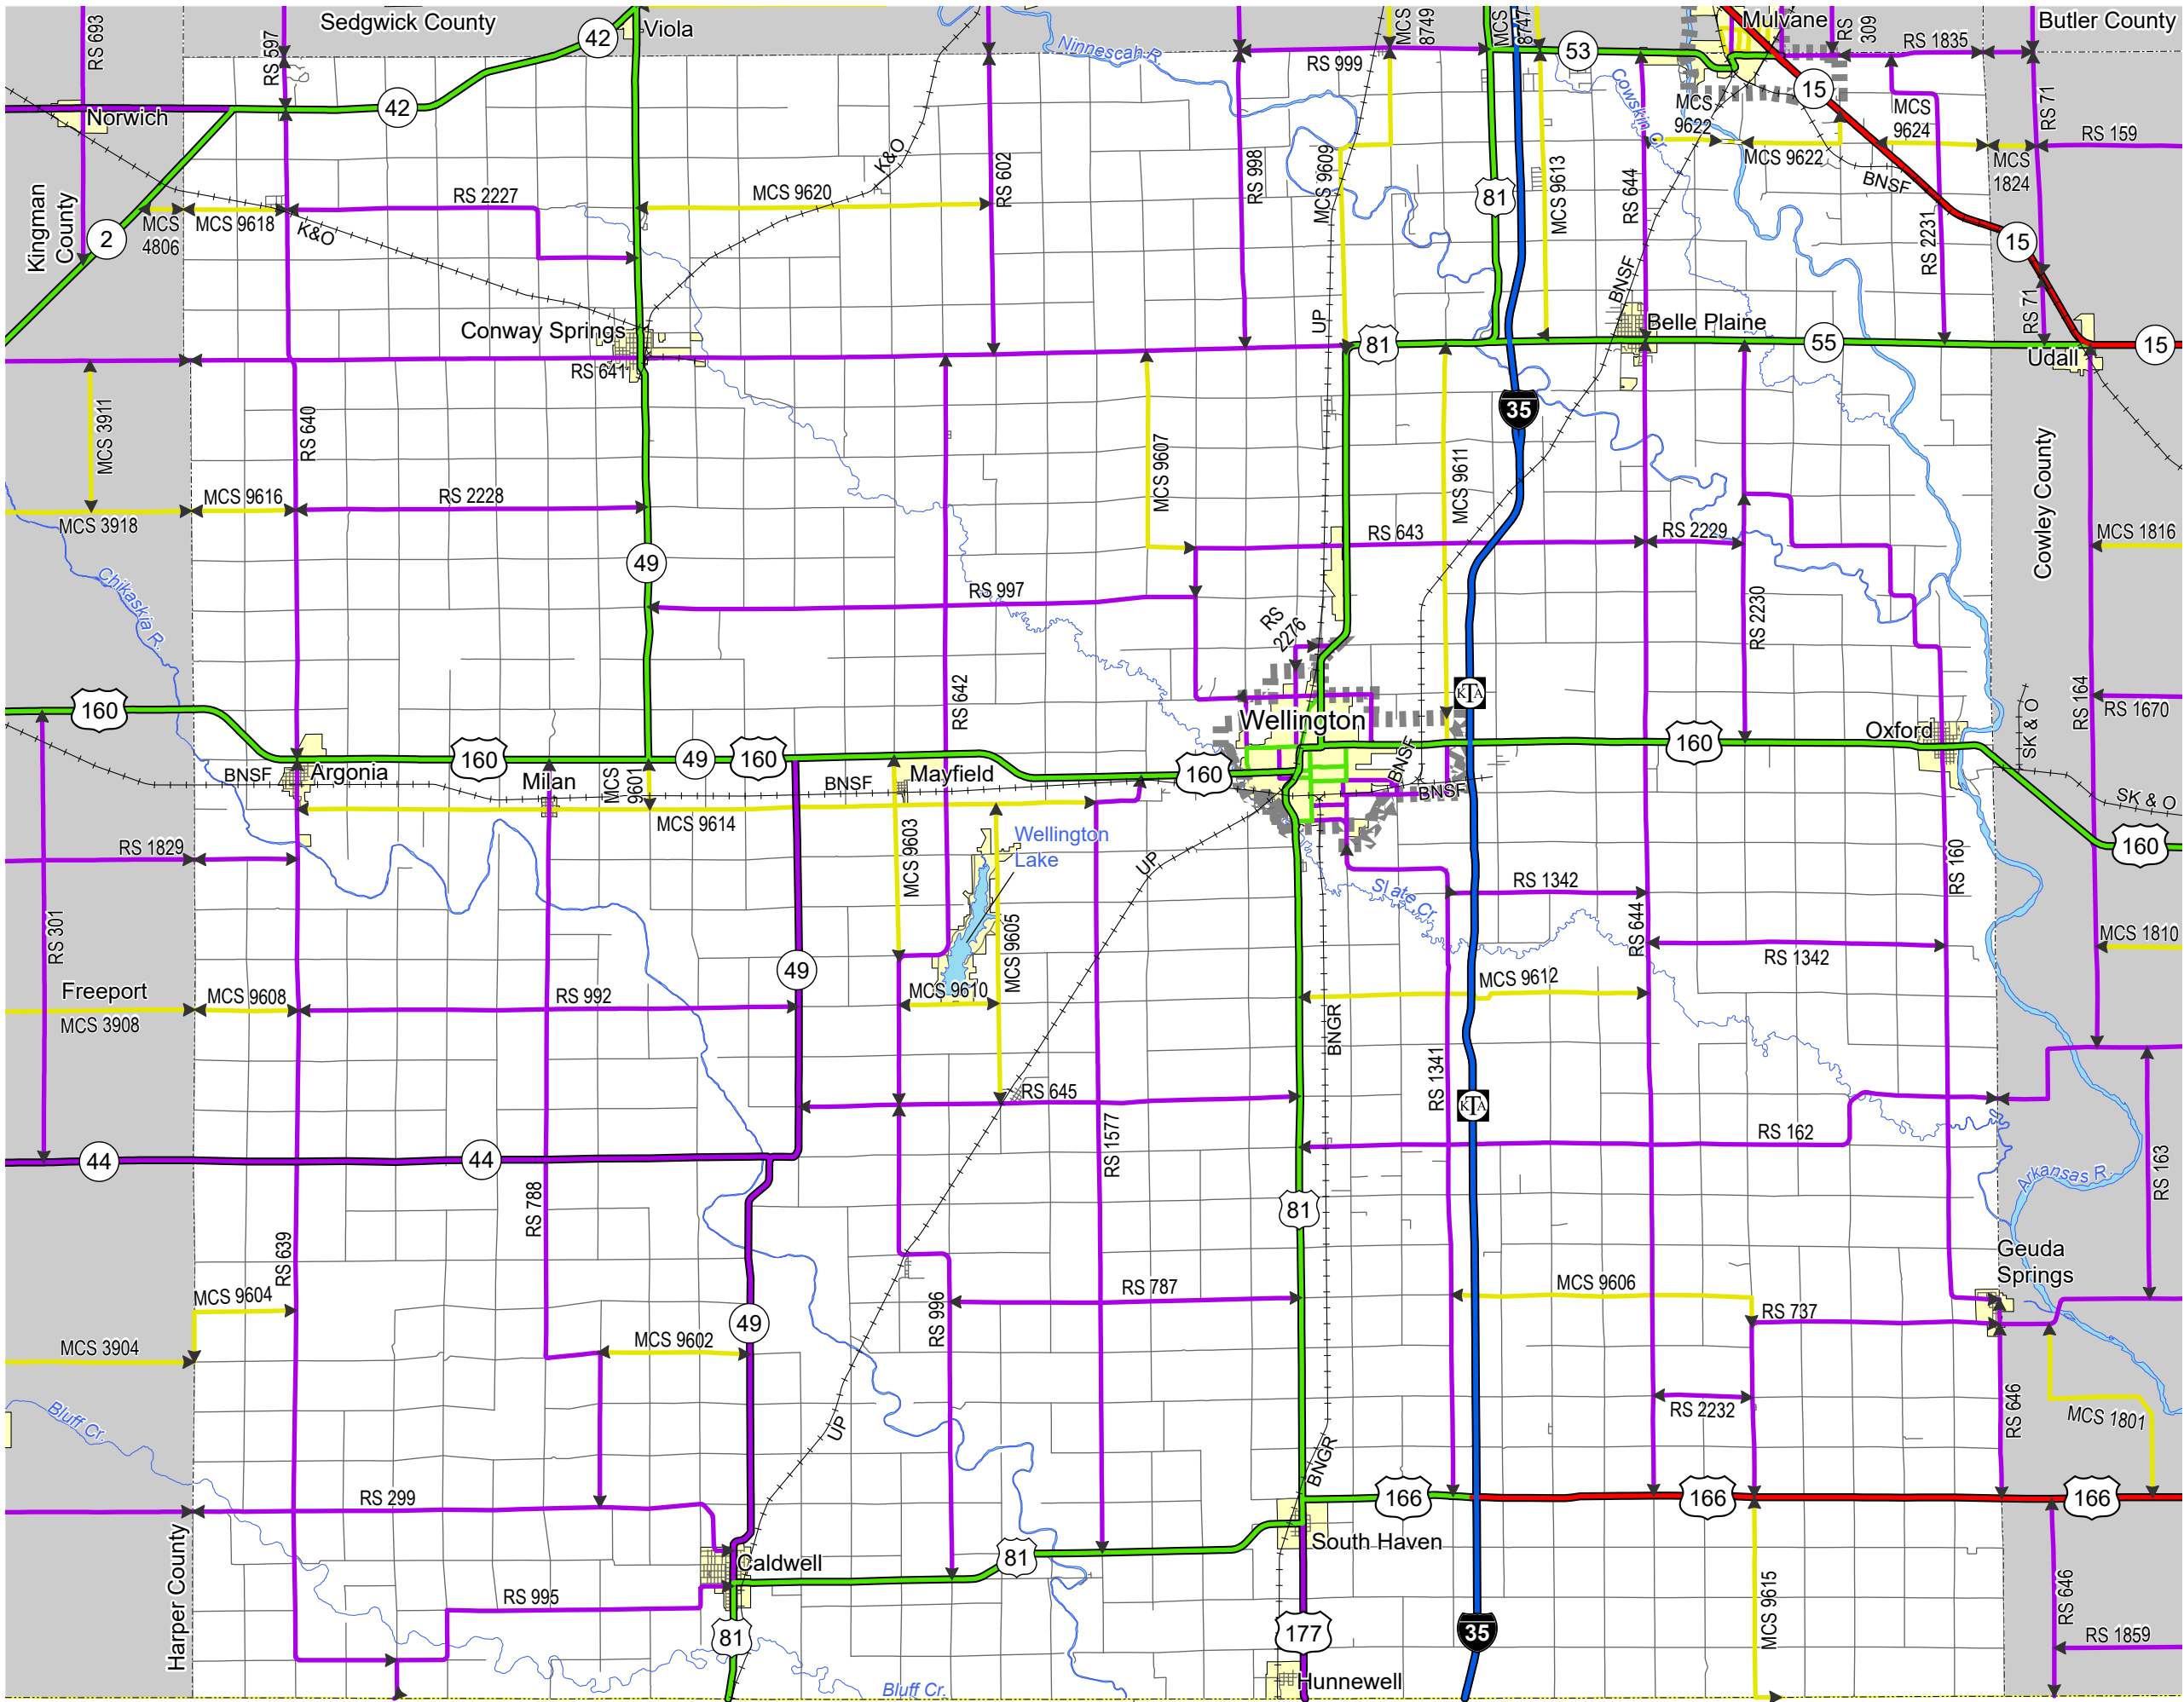 Sedgwick County
Viola
Mulvane
Butler County
RS 693
RS 597
42
MCS
8749
MCS
8747
53
RS
309
RS 1835
Ninnescah R.
RS 999
Cowskin Cr.
15
MCS
9622
MCS
9624
RS 71
RS 159
Norwich
42
K&O
RS 602
RS 998
MCS 9609
81
MCS 9613
RS 644
MCS 9622
BNSF
MCS
1824
Kingman
County
2
MCS
4806
MCS 9618
K&O
RS 2227
MCS 9620
RS 2231
15
BNSF
UP
RS 71
Conway Springs
RS 641
81
Belle Plaine
55
Udall
15
35
MCS 3911
RS 640
MCS 9607
MCS 9611
Cowley County
MCS 3918
MCS 9616
RS 2228
RS 643
RS 2229
MCS 1816
49
Chikaskia R.
RS 997
RS
2276
RS 2230
RS 642
RS 164
RS 1670
160
KTA
Wellington
160
Oxford
SK & O
160
49
160
160
BNSF
Argonia
Milan
MCS
9601
BNSF
Mayfield
BNSF
BNSF
SK & O
MCS 9614
RS 1829
MCS 9603
Wellington
Lake
UP
160
RS 160
RS 1342
Slate Cr.
RS 301
49
MCS 9605
RS 644
RS 1342
MCS 1810
Freeport
MCS 3908
MCS 9608
RS 992
MCS 9610
MCS 9612
BNGR
RS 1341
RS 645
KTA
RS 1577
RS 162
44
44
RS 788
81
Arkansas R.
RS 163
RS 639
Geuda
Springs
MCS 9604
49
RS 996
RS 787
MCS 9606
RS 737
MCS 3904
MCS 9602
Bluff Cr.
UP
RS 2232
RS 646
MCS 1801
BNGR
RS 299
166
166
166
Harper County
Caldwell
81
South Haven
RS 995
81
177
35
MCS 9615
RS 646
RS 1859
Bluff Cr.
Hunnewell